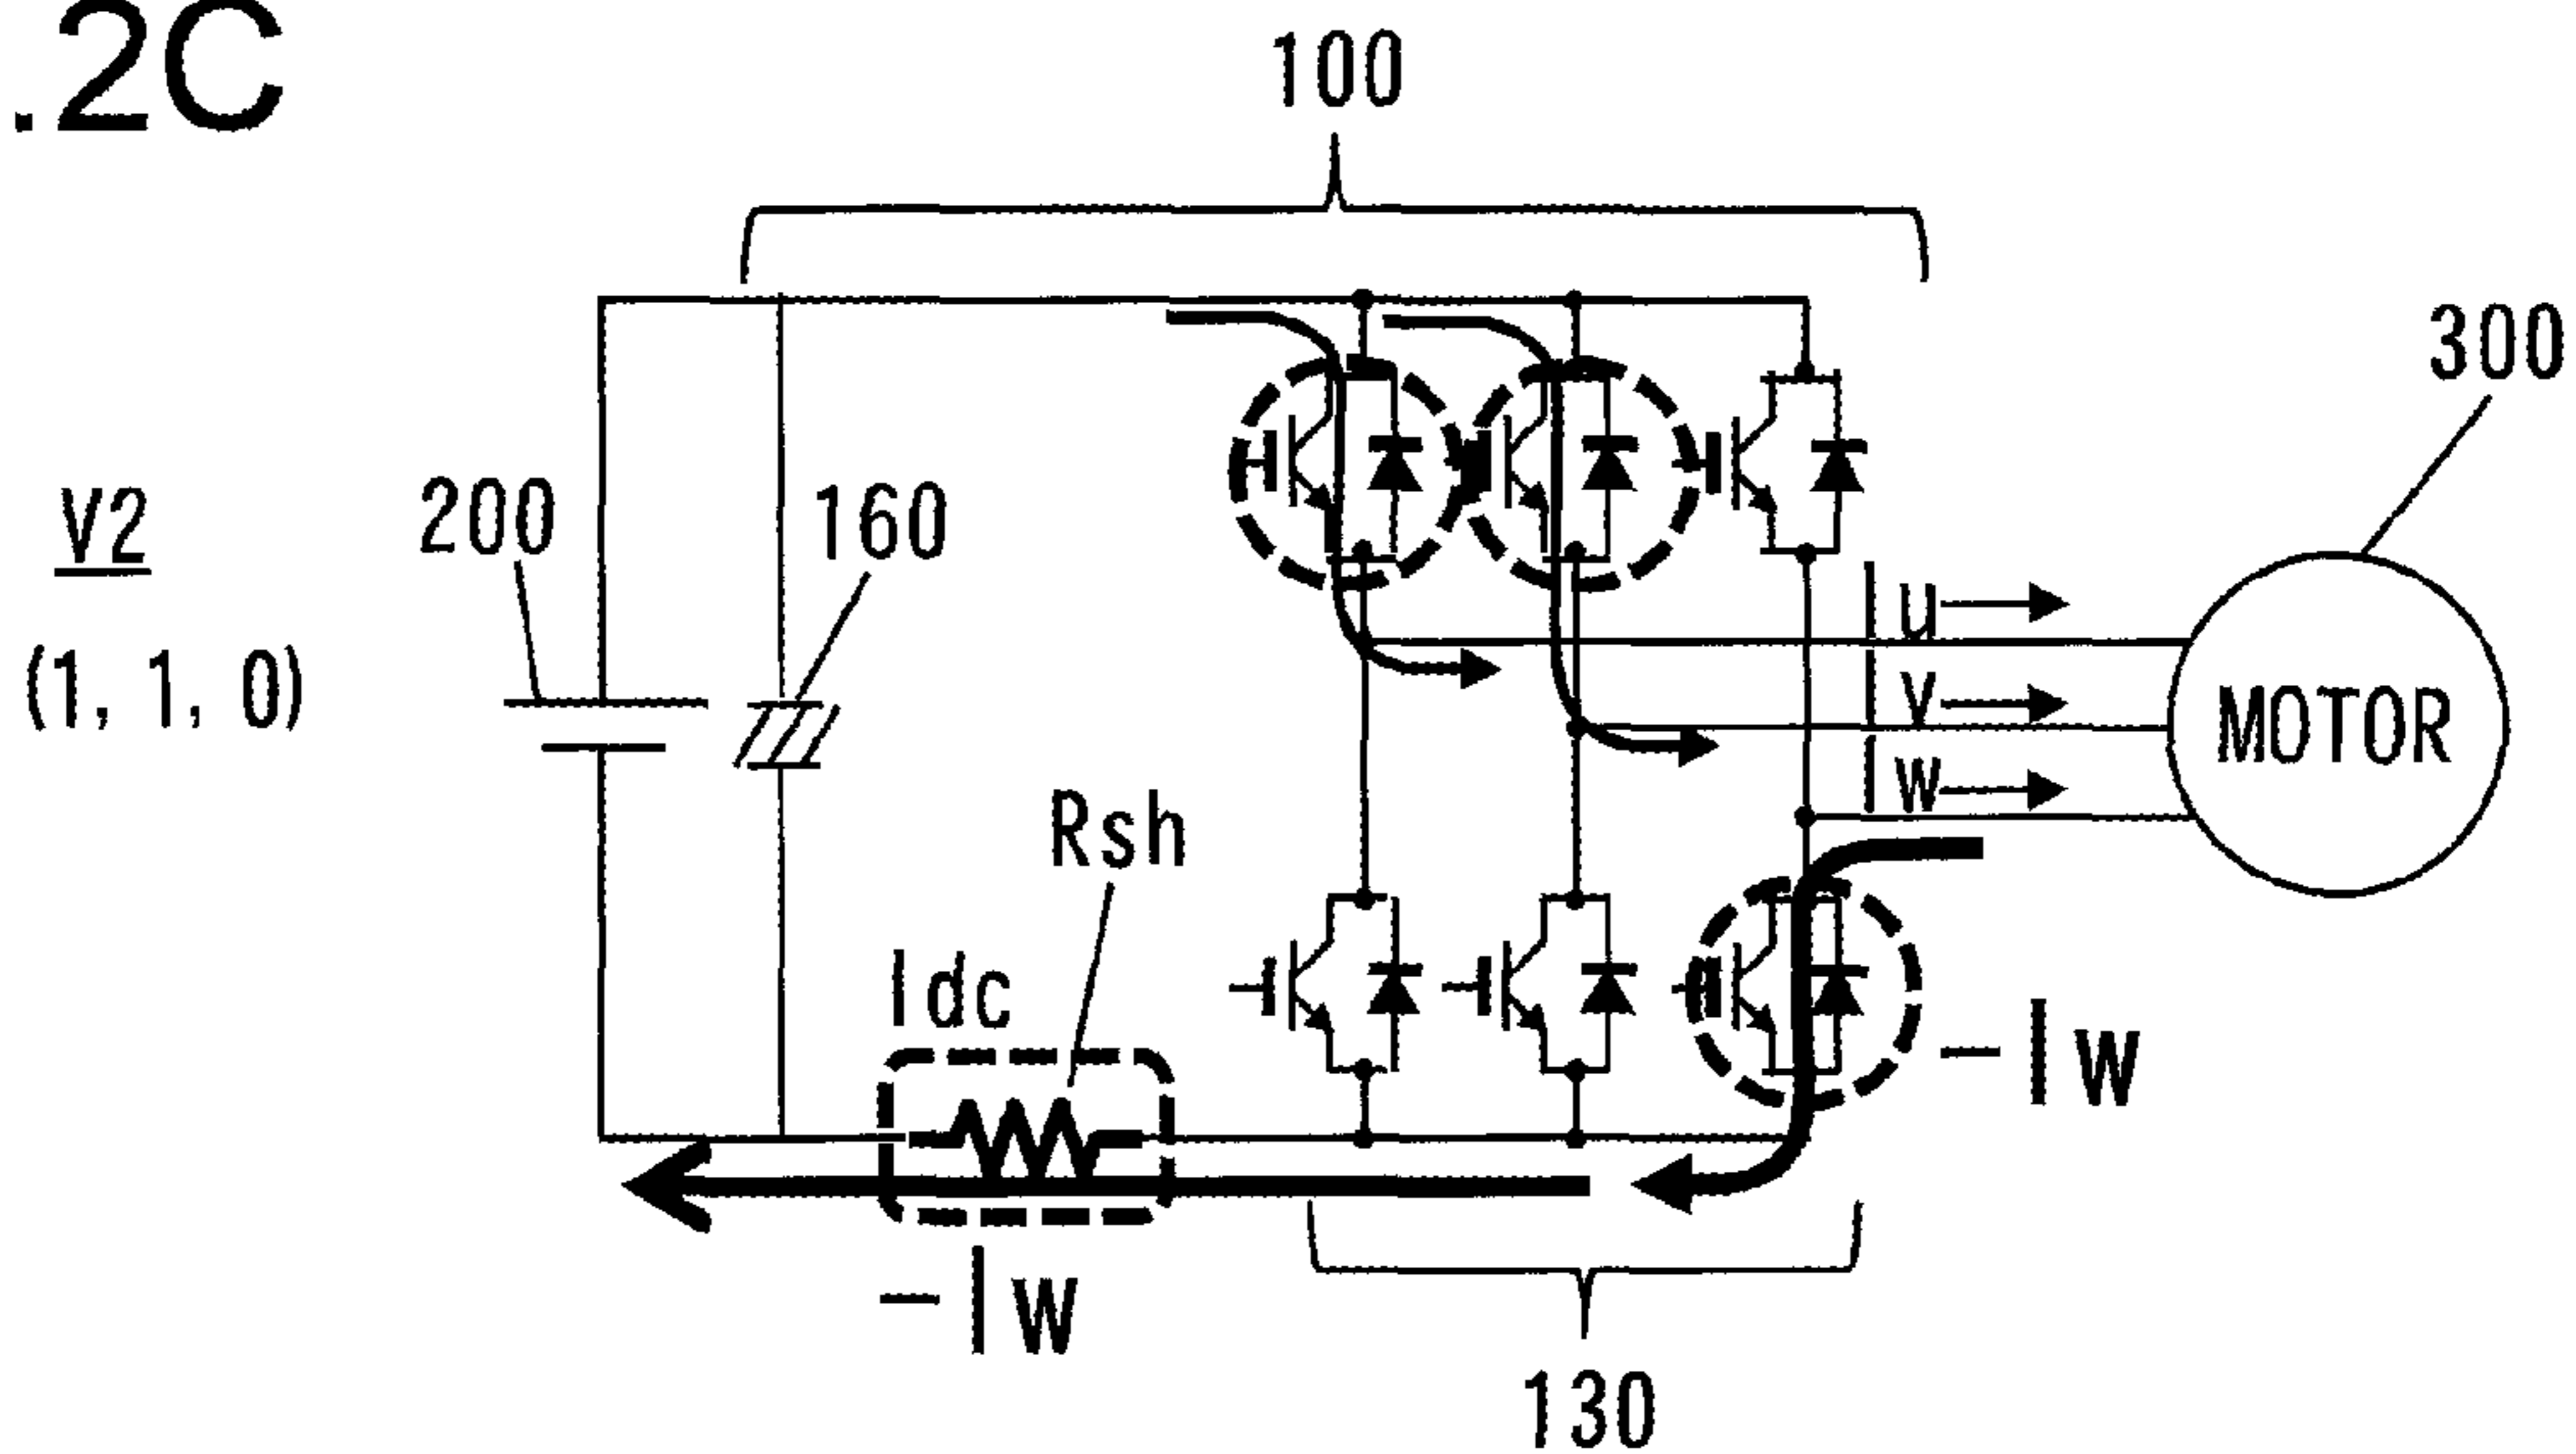 .2C
100
300
V2
200
160
(1, 1, 0)
Iu
Iv
Iw
MOTOR
Rsh
Idc
-Iw
-Iw
130